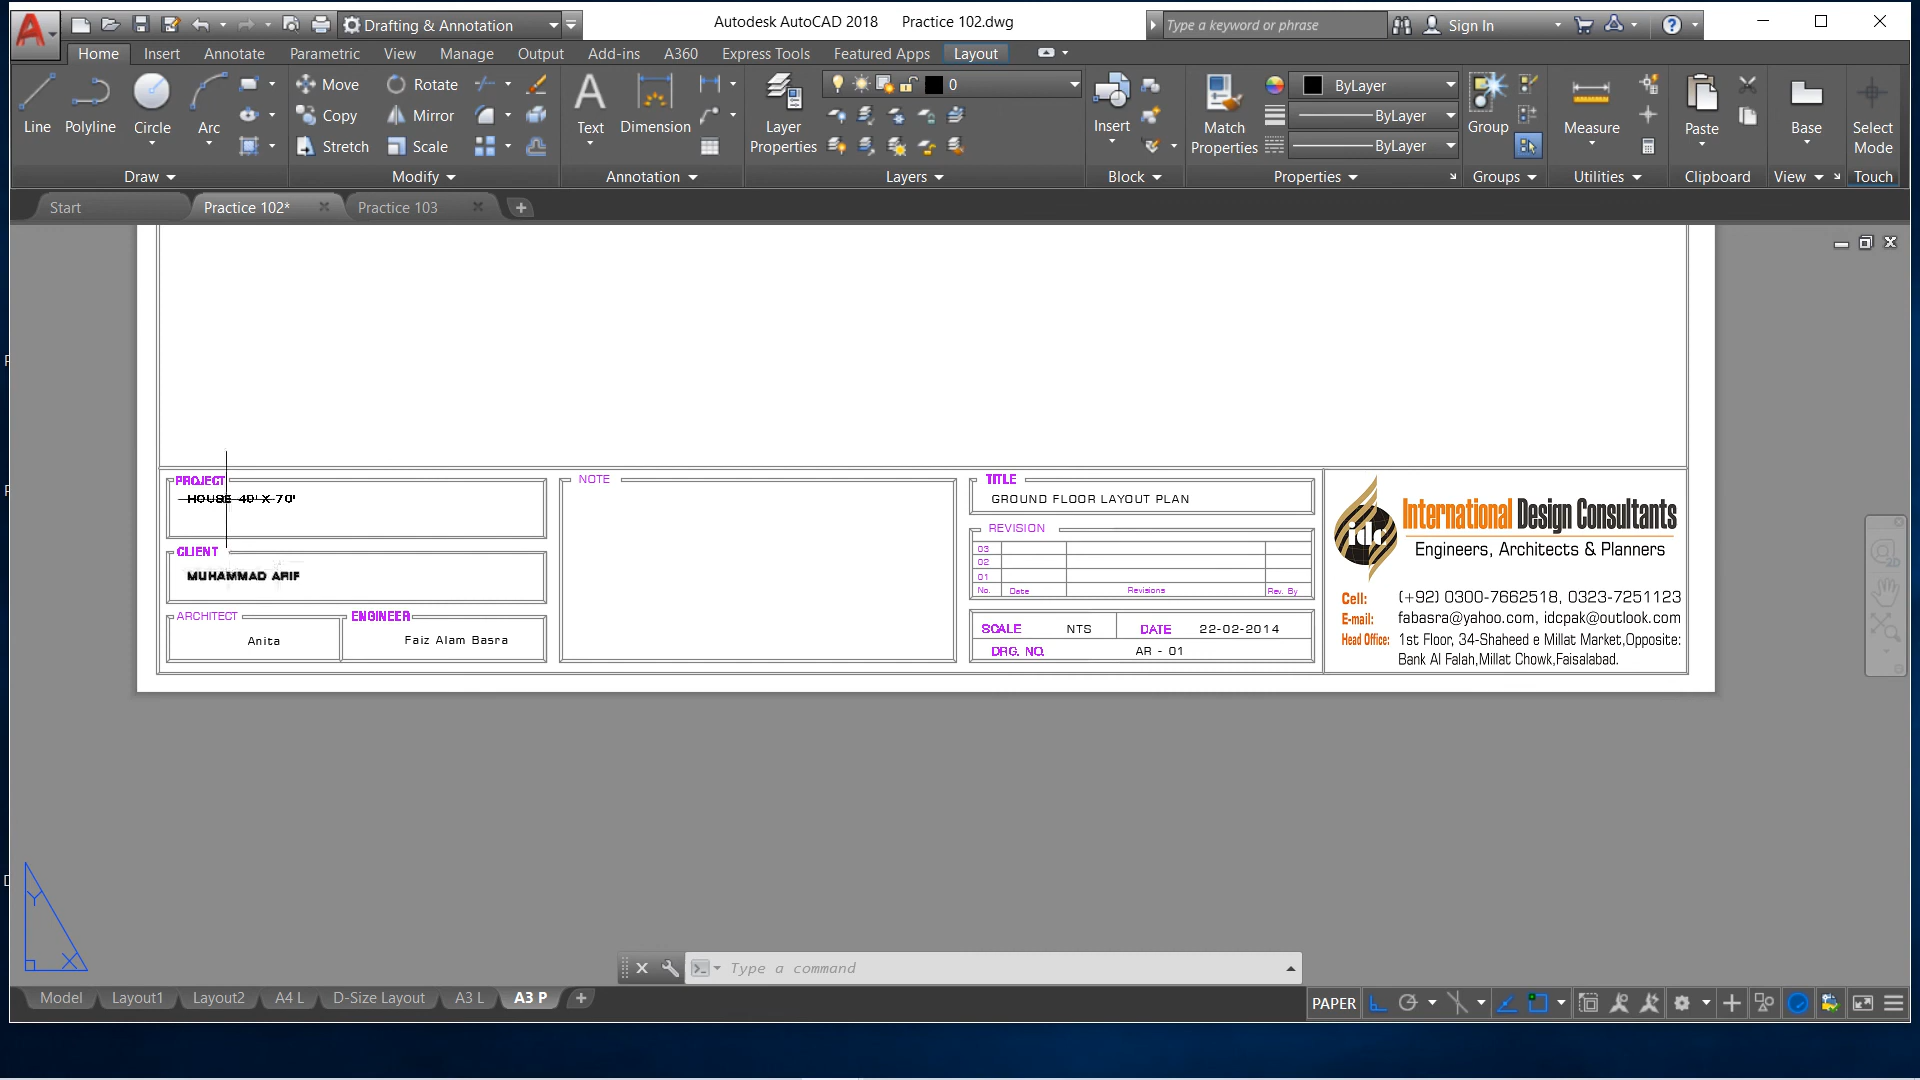 Drafting & Annotation
Autodesk AutoCAD 2018 Practice 102.dwg
Type a keyword or phrase
Sign In
Home Insert Annotate Parametric View Manage Output Add-ins A360 Express Tools Featured Apps Layout
Line Polyline Circle Arc
Move Rotate
Copy Mirror
Stretch Scale
Text Dimension
Layer Properties
0
Insert
Match Properties
ByLayer
ByLayer
ByLayer
Group
Measure
Paste
Base
Select Mode
Draw Modify Annotation Layers Block Properties Groups Utilities Clipboard View Touch
Start Practice 102* Practice 103
PROJECT
HOUSE 40' X 70'
CLIENT
MUHAMMAD ARIF
ARCHITECT
Anita
ENGINEER
Faiz Alam Basra
NOTE
TITLE
GROUND FLOOR LAYOUT PLAN
REVISION
03
02
01
No. Date Revisions Rev. By
SCALE NTS DATE 22-02-2014
DRG. NO. AR - 01
idc
International Design Consultants
Engineers, Architects & Planners
Cell: (+92) 0300-7662518, 0323-7251123
E-mail: fabasra@yahoo.com, idcpak@outlook.com
Head Office: 1st Floor, 34-Shaheed e Millat Market,Opposite:
Bank Al Falah,Millat Chowk,Faisalabad.
Y
X
Type a command
Model Layout1 Layout2 A4 L D-Size Layout A3 L A3 P
PAPER